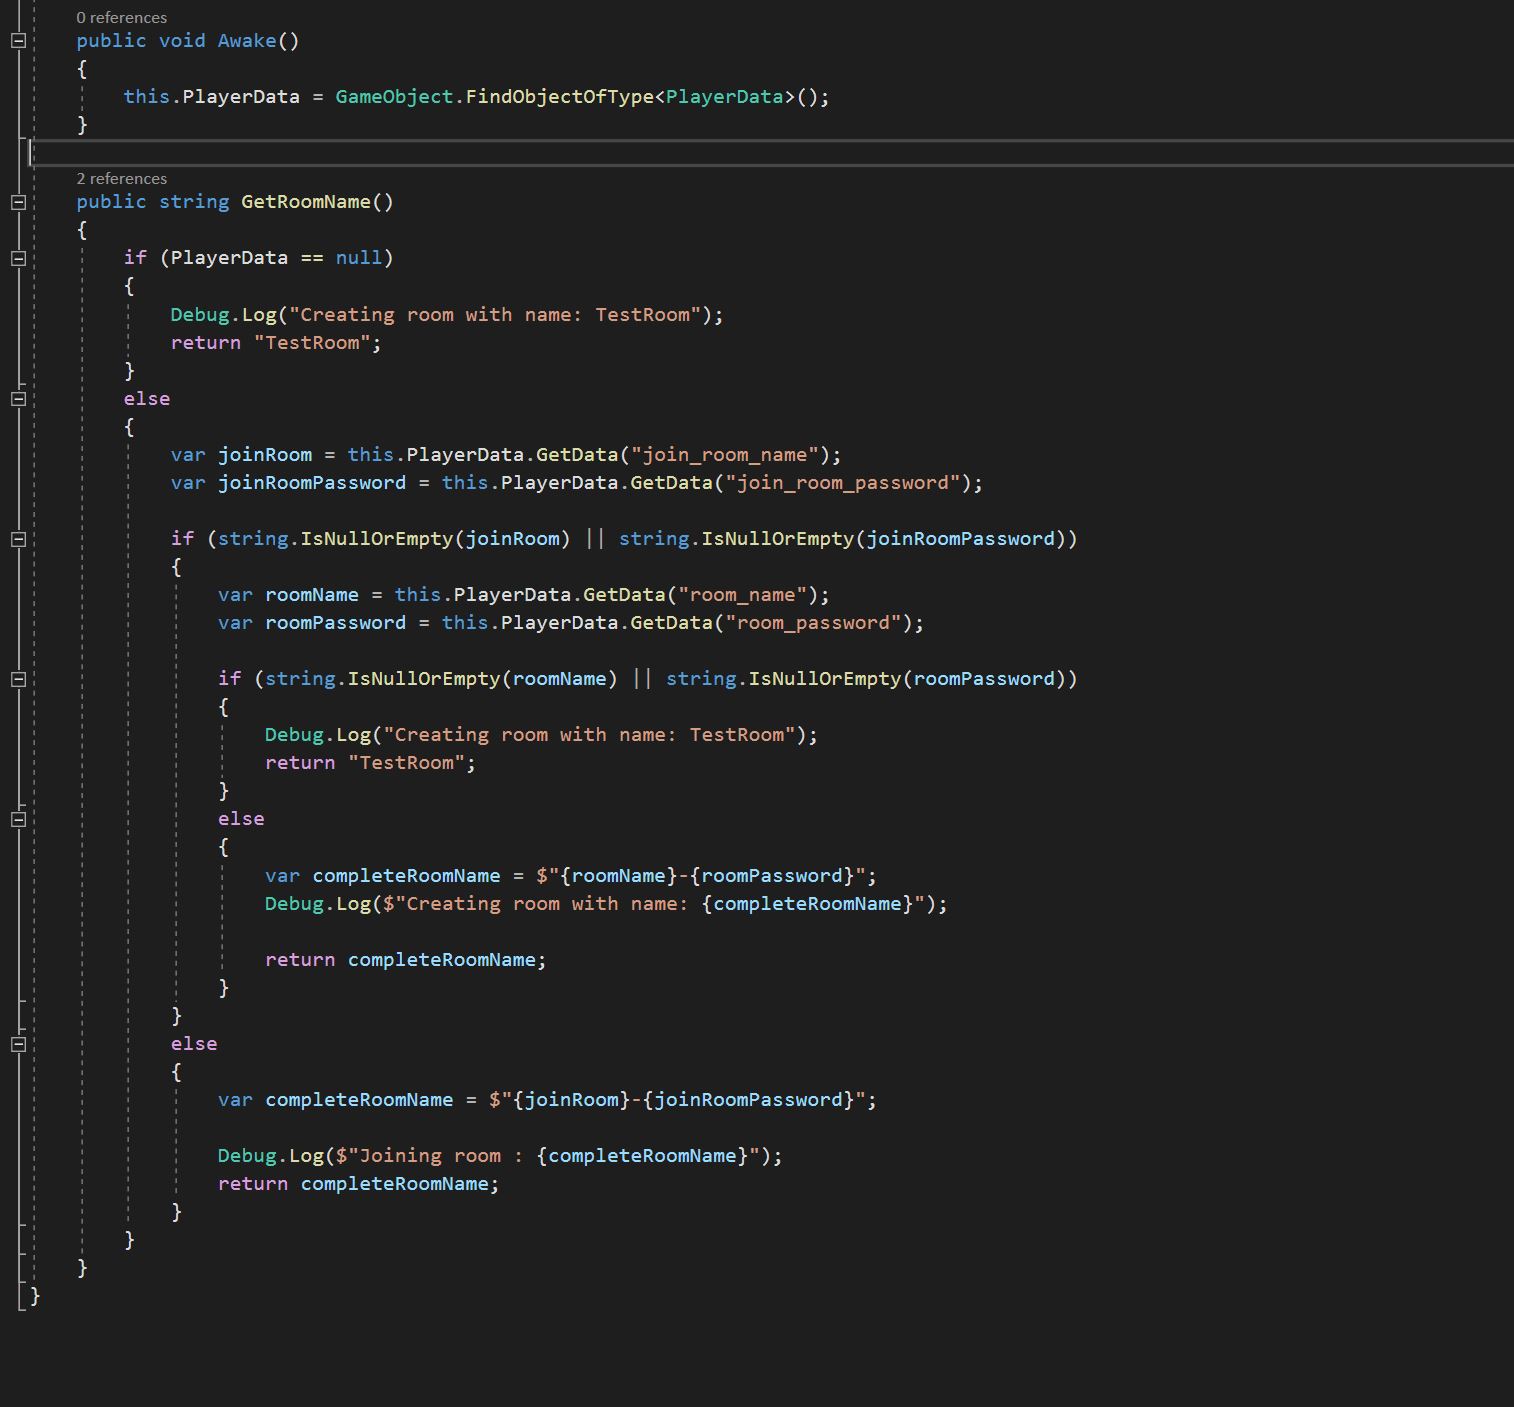 0 references
public void Awake()
{
this.PlayerData = GameObject.FindObjectOfType<PlayerData>();
}
2 references
public string GetRoomName()
{
if (PlayerData == null)
{
Debug.Log("Creating room with name: TestRoom");
return "TestRoom";
}
else
{
var joinRoom = this.PlayerData.GetData("join_room_name");
var joinRoomPassword = this.PlayerData.GetData("join_room_password");
if (string.IsNullOrEmpty(joinRoom) || string.IsNullOrEmpty(joinRoomPassword))
{
var roomName = this.PlayerData.GetData("room_name");
var roomPassword = this.PlayerData.GetData("room_password");
if (string.IsNullOrEmpty(roomName) || string.IsNullOrEmpty(roomPassword))
{
Debug.Log("Creating room with name: TestRoom");
return "TestRoom";
}
else
{
var completeRoomName = $"{roomName}-{roomPassword}";
Debug.Log($"Creating room with name: {completeRoomName}");
return completeRoomName;
}
}
else
{
var completeRoomName = $"{joinRoom}-{joinRoomPassword}";
Debug.Log($"Joining room : {completeRoomName}");
return completeRoomName;
}
}
}
}